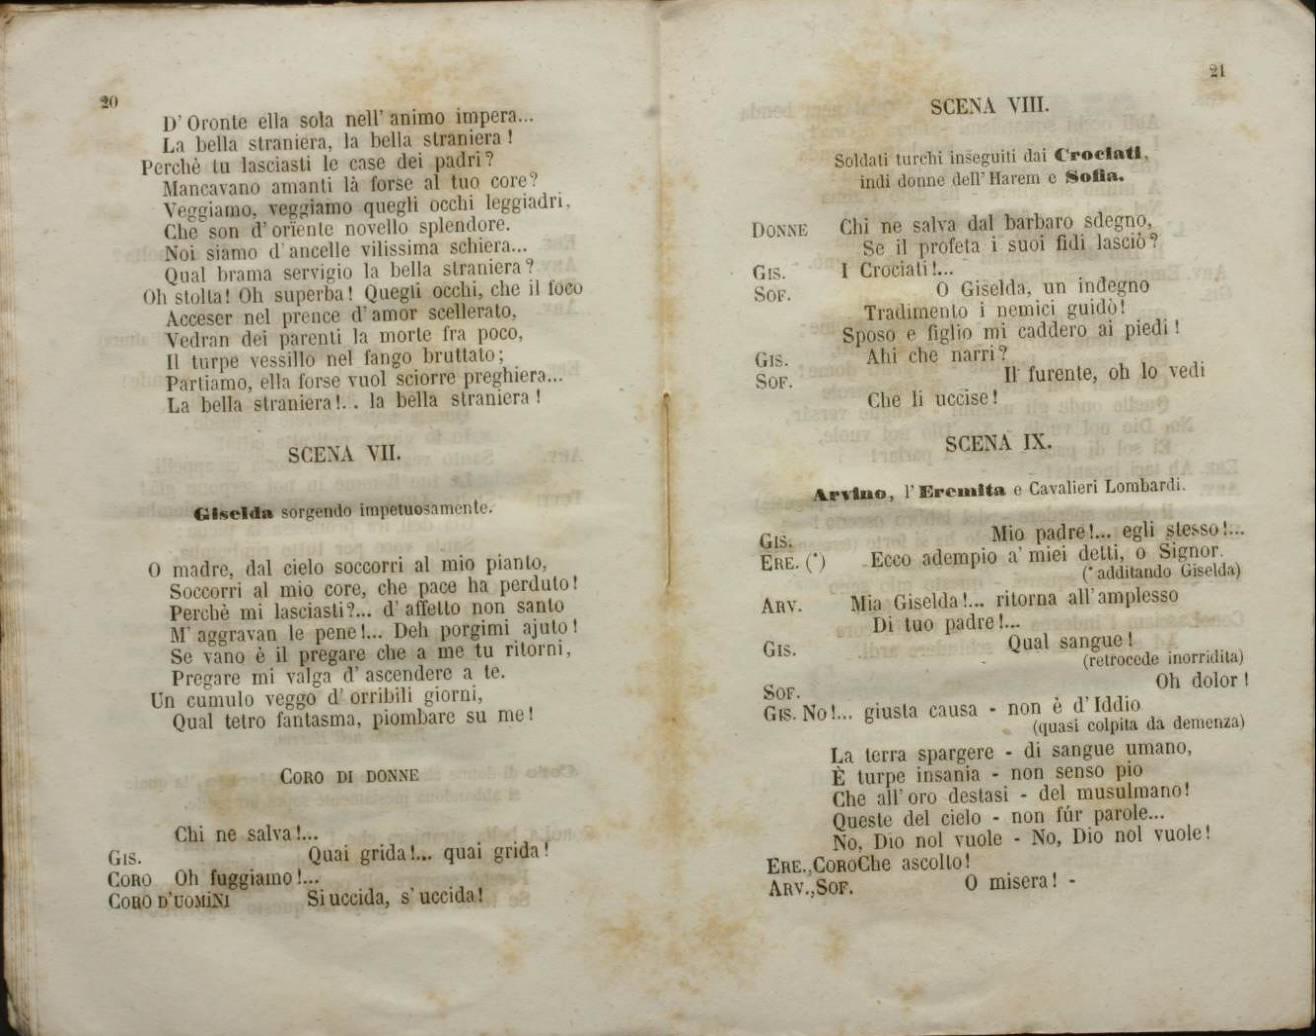 20
D' Oronte ella sola nell' animo impera...
La bella straniera, la bella straniera !
Perchè tu lasciasti le case dei padri?
Mancavano amanti là forse al tuo core?
Veggiamo, veggiamo quegli occhi leggiadri,
Che son d' orïente novello splendore.
Noi siamo d' ancelle vilissima schiera...
Qual brama servigio la bella straniera?
Oh stolta! Oh superba! Quegli occhi, che il foco
Acceser nel prence d' amor scellerato,
Vedran dei parenti la morte fra poco,
Il turpe vessillo nel fango bruttato;
Partiamo, ella forse vuol sciorre preghiera...
La bella straniera!.. la bella straniera !
SCENA VII.
Giselda sorgendo impetuosamente.
O madre, dal cielo soccorri al mio pianto,
Soccorri al mio core, che pace ha perduto!
Perchè mi lasciasti?... d' affetto non santo
M' aggravan le pene!... Deh porgimi ajuto!
Se vano è il pregare che a me tu ritorni,
Pregare mi valga d' ascendere a te.
Un cumulo veggo d' orribili giorni,
Qual tetro fantasma, piombare su me!
CORO DI DONNE
Chi ne salva!...
GIS. Quai grida!... quai grida!
CORO Oh fuggiamo!...
CORO D'UOMINI Si uccida, s' uccida!
21
SCENA VIII.
Soldati turchi inseguiti dai Crociati,
indi donne dell' Harem e Sofia.
DONNE Chi ne salva dal barbaro sdegno,
Se il profeta i suoi fidi lasciò?
GIS. I Crociati!...
SOF. O Giselda, un indegno
Tradimento i nemici guidò!
Sposo e figlio mi caddero ai piedi!
GIS. Ahi che narri?
SOF. Il furente, oh lo vedi
Che li uccise!
SCENA IX.
Arvino, l' Eremita e Cavalieri Lombardi.
GIS. Mio padre!... egli stesso!...
ERE. (*) Ecco adempio a' miei detti, o Signor.
(* additando Giselda)
ARV. Mia Giselda!... ritorna all'amplesso
Di tuo padre!...
GIS. Qual sangue!
(retrocede inorridita)
SOF. Oh dolor!
GIS. No!... giusta causa - non è d'Iddio
(quasi colpita da demenza)
La terra spargere - di sangue umano,
È turpe insania - non senso pio
Che all' oro destasi - del musulmano!
Queste del cielo - non fúr parole...
No, Dio nol vuole - No, Dio nol vuole!
ERE., CORO Che ascolto!
ARV., SOF. O misera! -